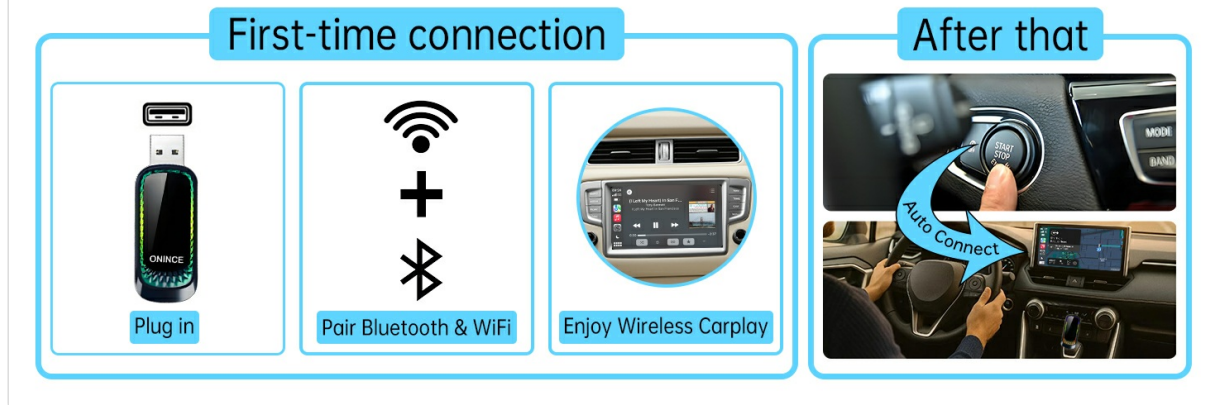 First-time connection
After that
ONINCE
Plug in
Pair Bluetooth & WiFi
Enjoy Wireless Carplay
START
STOP
MODE
BAND
Auto Connect